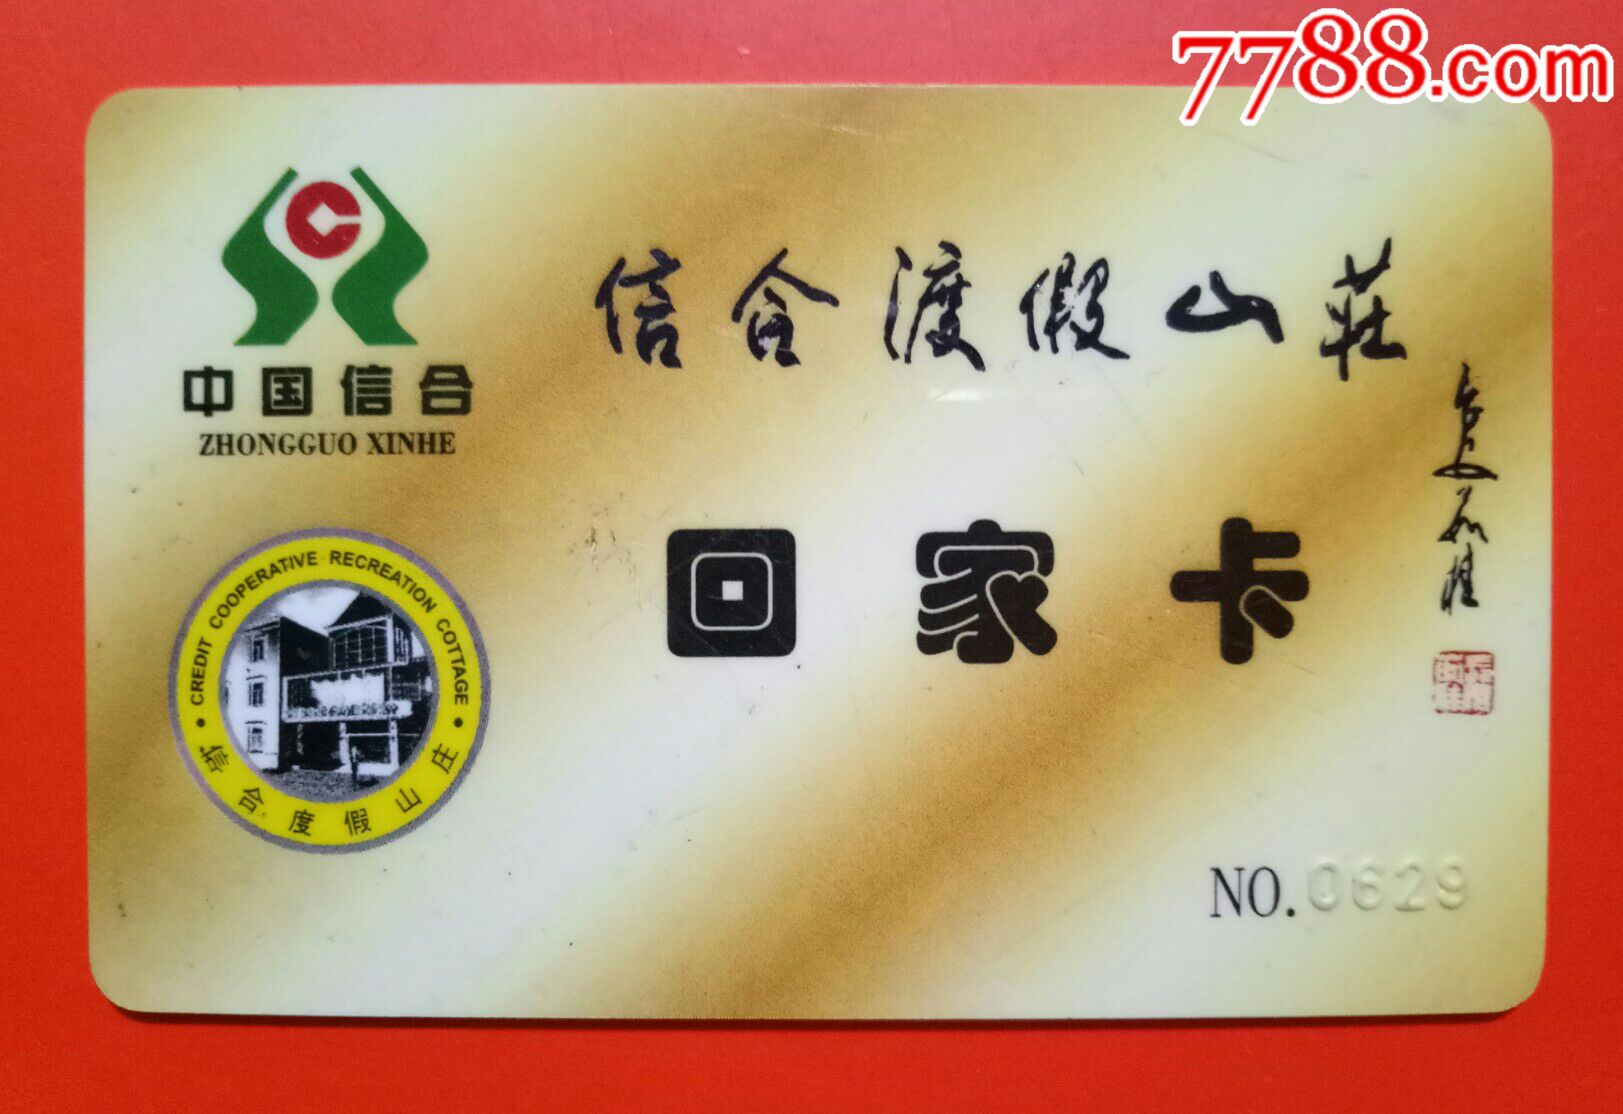 7788.com
信合渡假山莊
中国信合
ZHONGGUO XINHE
回家卡
CREDIT COOPERATIVE RECREATION COTTAGE
信合度假山庄
NO.0629